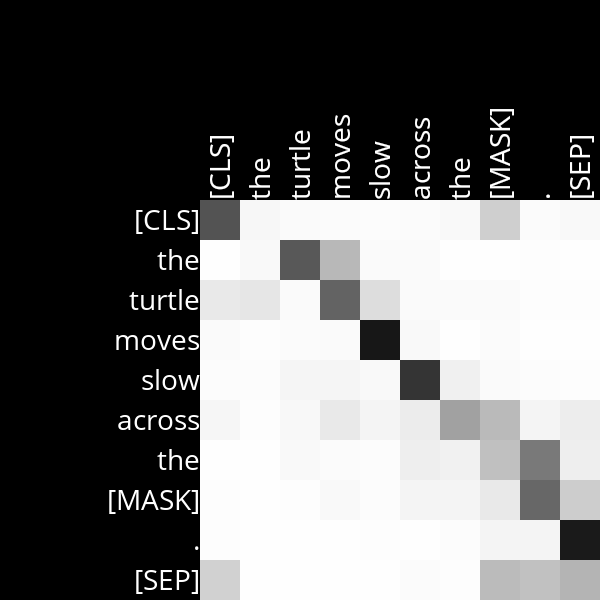 [CLS] the turtle moves slow across the [MASK] . [SEP]
[CLS]
the
turtle
moves
slow
across
the
[MASK]
.
[SEP]